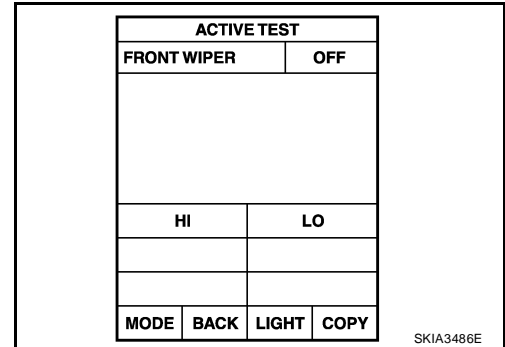 ACTIVE TEST
FRONT WIPER OFF
HI LO
MODE BACK LIGHT COPY
SKIA3486E